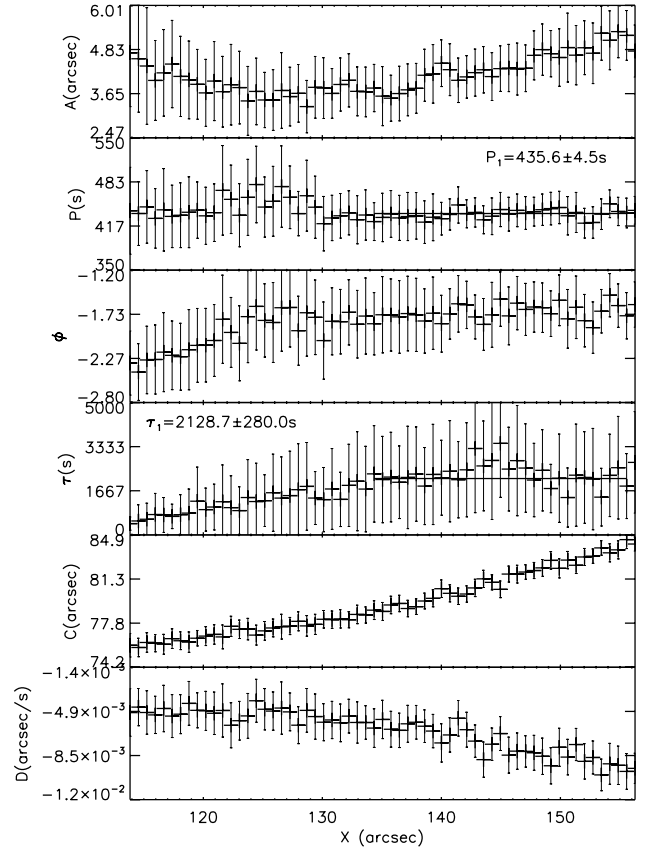 6.01
4.83
3.65
2.47
A(arcsec)
550
483
417
350
P(s)
P₁=435.6±4.5s
−1.20
−1.73
−2.27
−2.80
ϕ
5000
3333
1667
0
τ(s)
τ₁=2128.7±280.0s
84.9
81.3
77.8
74.2
C(arcsec)
−1.4×10⁻³
−4.9×10⁻³
−8.5×10⁻³
−1.2×10⁻²
D(arcsec/s)
120 130 140 150
X (arcsec)